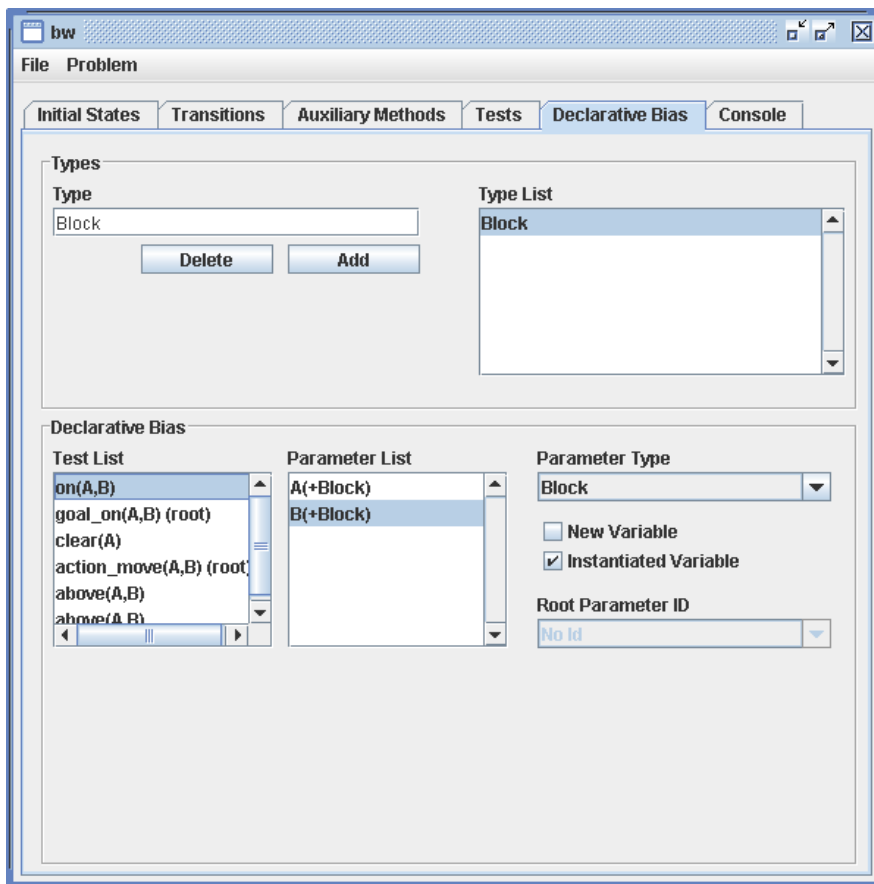 bw
File Problem
Initial States Transitions Auxiliary Methods Tests Declarative Bias Console
Types
Type
Block
Delete Add
Type List
Block
Declarative Bias
Test List
on(A,B)
goal_on(A,B) (root)
clear(A)
action_move(A,B) (root)
above(A,B)
above(A,B)
Parameter List
A(+Block)
B(+Block)
Parameter Type
Block
New Variable
Instantiated Variable
Root Parameter ID
No Id